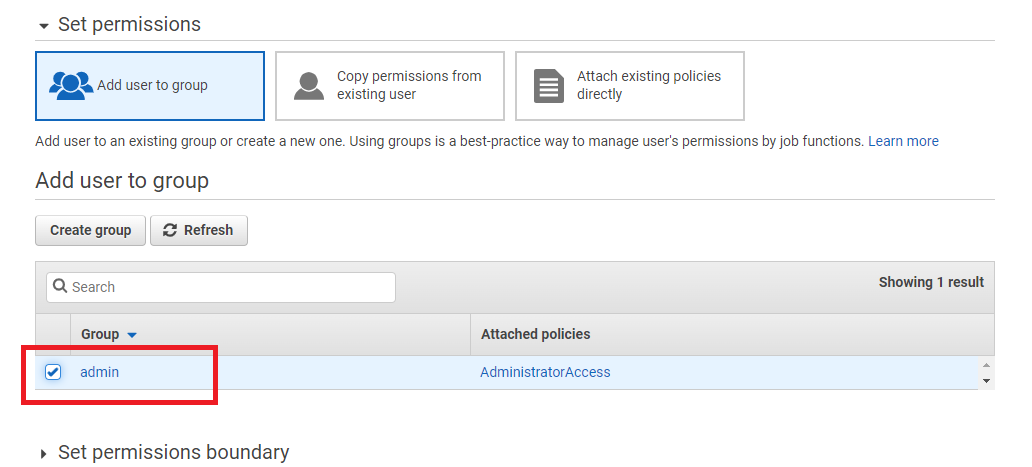 Set permissions
Add user to group
Copy permissions from
existing user
Attach existing policies
directly
Add user to an existing group or create a new one. Using groups is a best-practice way to manage user's permissions by job functions. Learn more
Add user to group
Create group
Refresh
Search
Showing 1 result
Group
Attached policies
admin
AdministratorAccess
Set permissions boundary